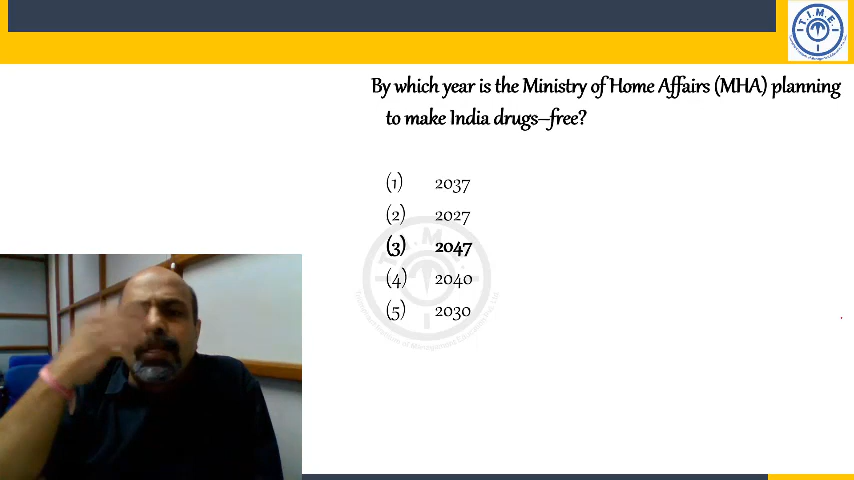 T.I.M.E.
By which year is the Ministry of Home Affairs (MHA) planning
to make India drugs–free?
(1) 2037
(2) 2027
(3) 2047
(4) 2040
(5) 2030